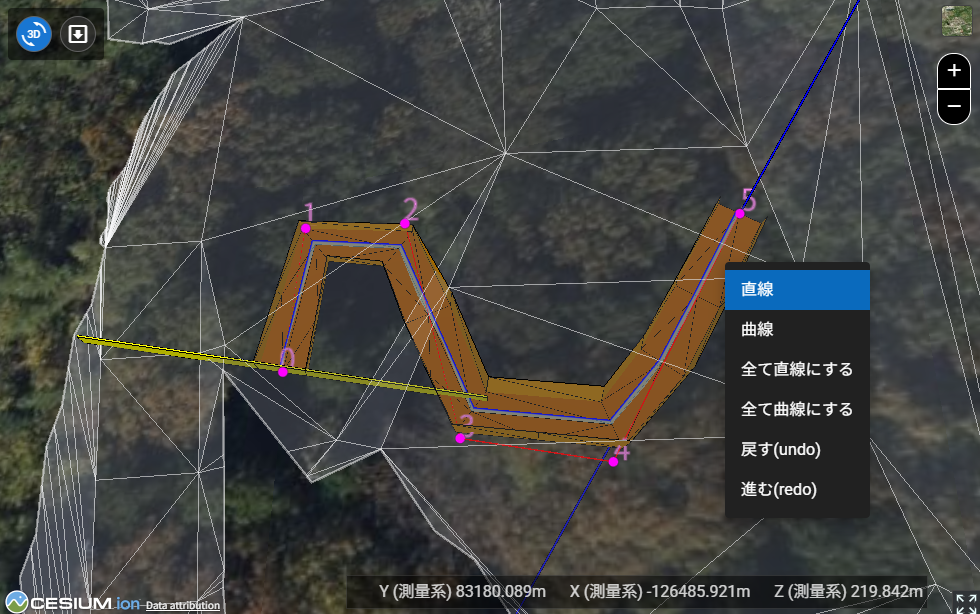 3D
+
−
1
2
5
0
3
4
直線
曲線
全て直線にする
全て曲線にする
戻す(undo)
進む(redo)
Y (測量系) 83180.089m X (測量系) -126485.921m Z (測量系) 219.842m
CESIUM ion Data attribution